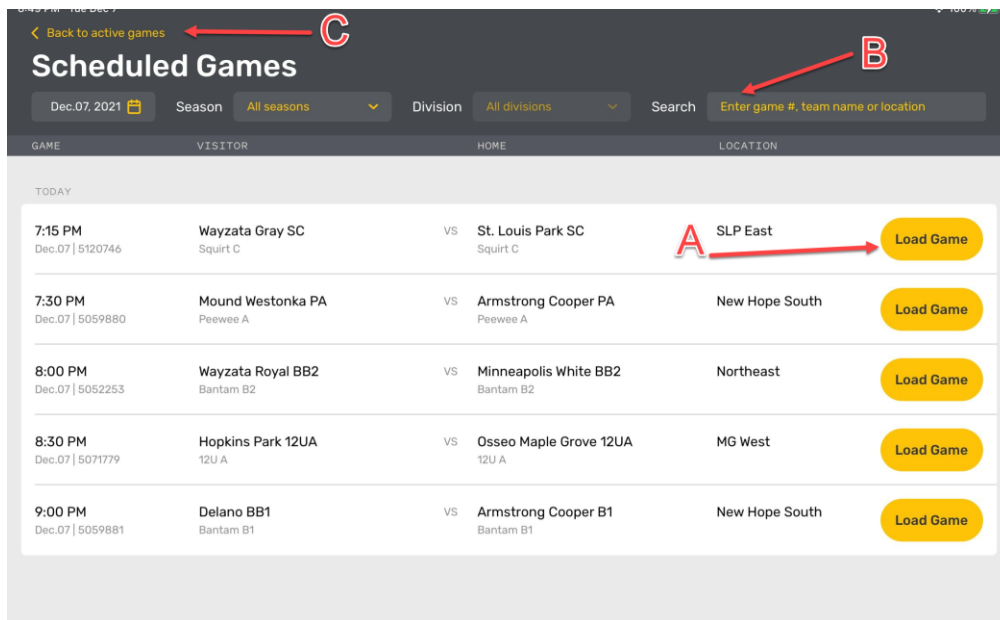 Back to active games
C
Scheduled Games
B
Dec.07, 2021 Season All seasons Division All divisions Search Enter game #, team name or location
GAME VISITOR HOME LOCATION
TODAY
7:15 PM Wayzata Gray SC VS St. Louis Park SC SLP East Load Game
Dec.07 | 5120746 Squirt C Squirt C
A
7:30 PM Mound Westonka PA VS Armstrong Cooper PA New Hope South Load Game
Dec.07 | 5059880 Peewee A Peewee A
8:00 PM Wayzata Royal BB2 VS Minneapolis White BB2 Northeast Load Game
Dec.07 | 5052253 Bantam B2 Bantam B2
8:30 PM Hopkins Park 12UA VS Osseo Maple Grove 12UA MG West Load Game
Dec.07 | 5071779 12U A 12U A
9:00 PM Delano BB1 VS Armstrong Cooper B1 New Hope South Load Game
Dec.07 | 5059881 Bantam B1 Bantam B1